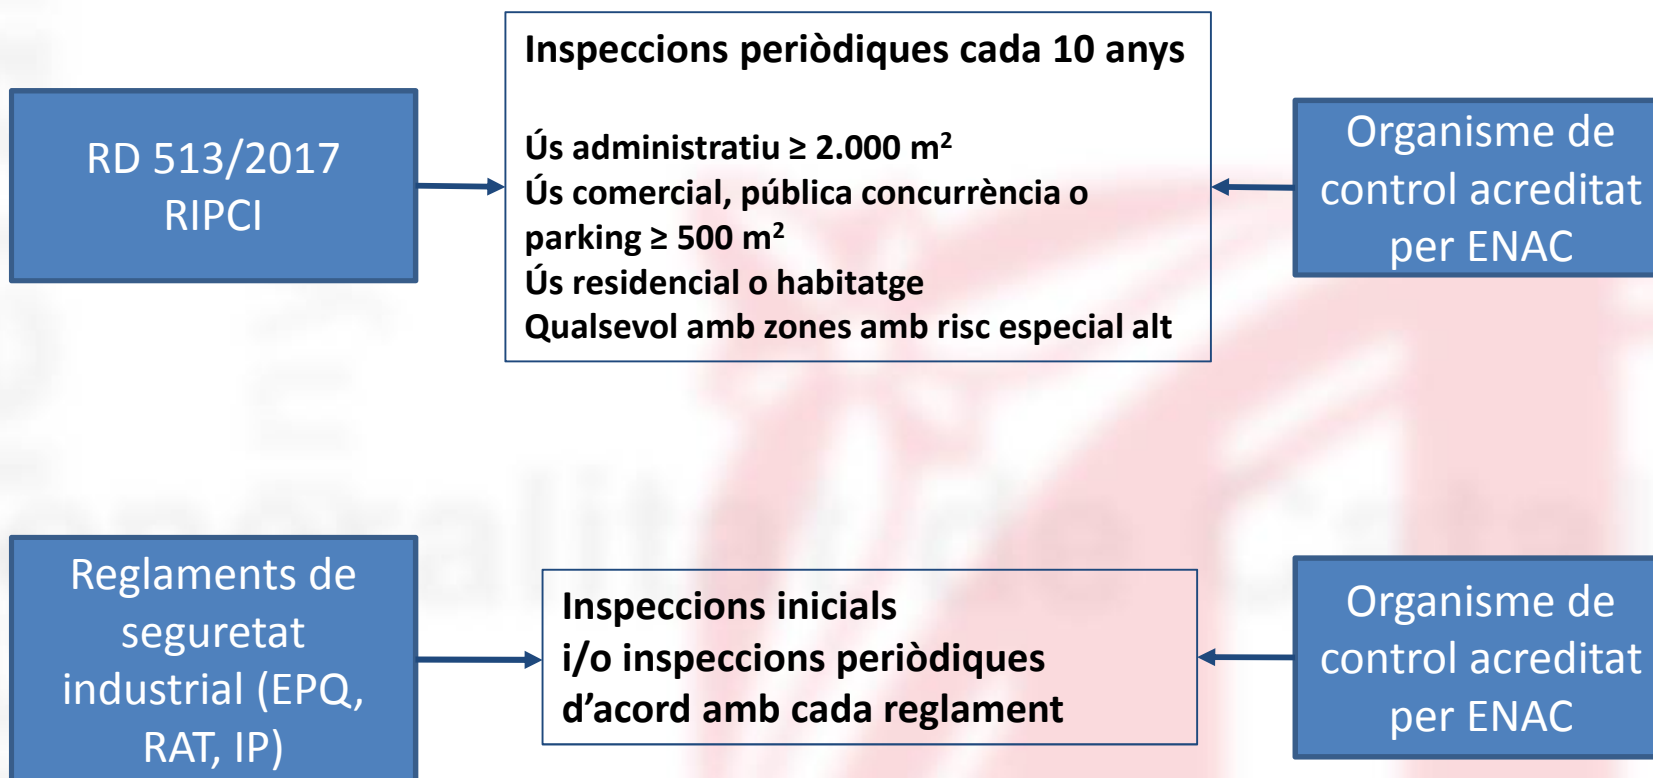 RD 513/2017
RIPCI
Inspeccions periòdiques cada 10 anys
Ús administratiu ≥ 2.000 m²
Ús comercial, pública concurrència o
parking ≥ 500 m²
Ús residencial o habitatge
Qualsevol amb zones amb risc especial alt
Organisme de
control acreditat
per ENAC
Reglaments de
seguretat
industrial (EPQ,
RAT, IP)
Inspeccions inicials
i/o inspeccions periòdiques
d’acord amb cada reglament
Organisme de
control acreditat
per ENAC